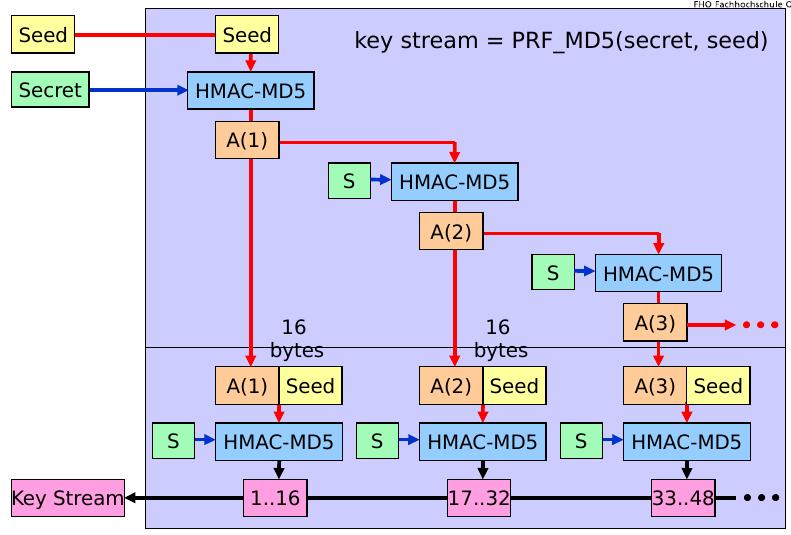 FHO Fachhochschule O
Seed
Seed
key stream = PRF_MD5(secret, seed)
Secret
HMAC-MD5
A(1)
S
HMAC-MD5
A(2)
S
HMAC-MD5
A(3)
16
bytes
16
bytes
A(1)
Seed
A(2)
Seed
A(3)
Seed
S
HMAC-MD5
S
HMAC-MD5
S
HMAC-MD5
Key Stream
1..16
17..32
33..48